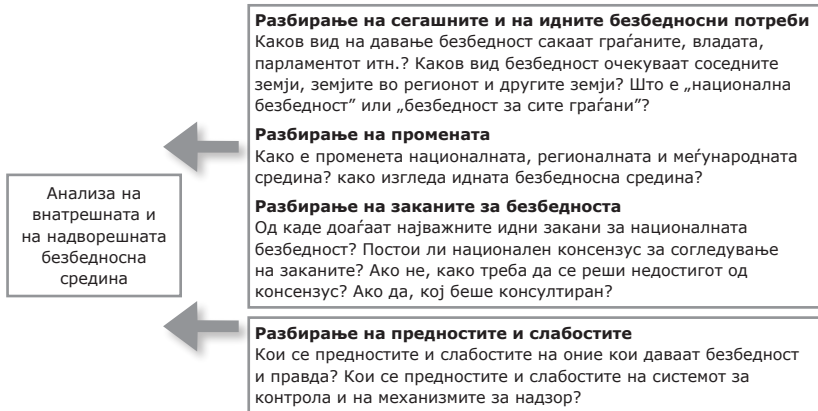 Разбирање на сегашните и на идните безбедносни потреби
Каков вид на давање безбедност сакаат граѓаните, владата,
парламентот итн.? Каков вид безбедност очекуваат соседните
земји, земјите во регионот и другите земји? Што е „национална
безбедност” или „безбедност за сите граѓани”?
Разбирање на промената
Како е променета националната, регионалната и меѓународната
средина? како изгледа идната безбедносна средина?
Разбирање на заканите за безбедноста
Од каде доаѓаат најважните идни закани за националната
безбедност? Постои ли национален консензус за согледување
на заканите? Ако не, како треба да се реши недостигот од
консензус? Ако да, кој беше консултиран?
Анализа на
внатрешната и
на надворешната
безбедносна
средина
Разбирање на предностите и слабостите
Кои се предностите и слабостите на оние кои даваат безбедност
и правда? Кои се предностите и слабостите на системот за
контрола и на механизмите за надзор?